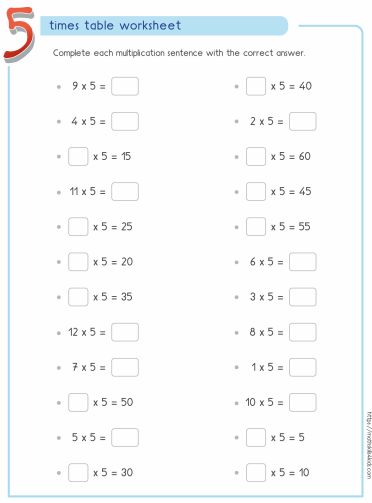 5 times table worksheet
Complete each multiplication sentence with the correct answer.
9 x 5 =
x 5 = 40
4 x 5 =
2 x 5 =
x 5 = 15
x 5 = 60
11 x 5 =
x 5 = 45
x 5 = 25
x 5 = 55
x 5 = 20
6 x 5 =
x 5 = 35
3 x 5 =
12 x 5 =
8 x 5 =
7 x 5 =
1 x 5 =
x 5 = 50
10 x 5 =
5 x 5 =
x 5 = 5
x 5 = 30
x 5 = 10
https://mathskills4kids.com